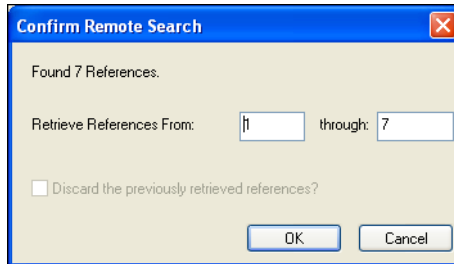 Confirm Remote Search
Found 7 References.
Retrieve References From: 1 through: 7
Discard the previously retrieved references?
OK Cancel